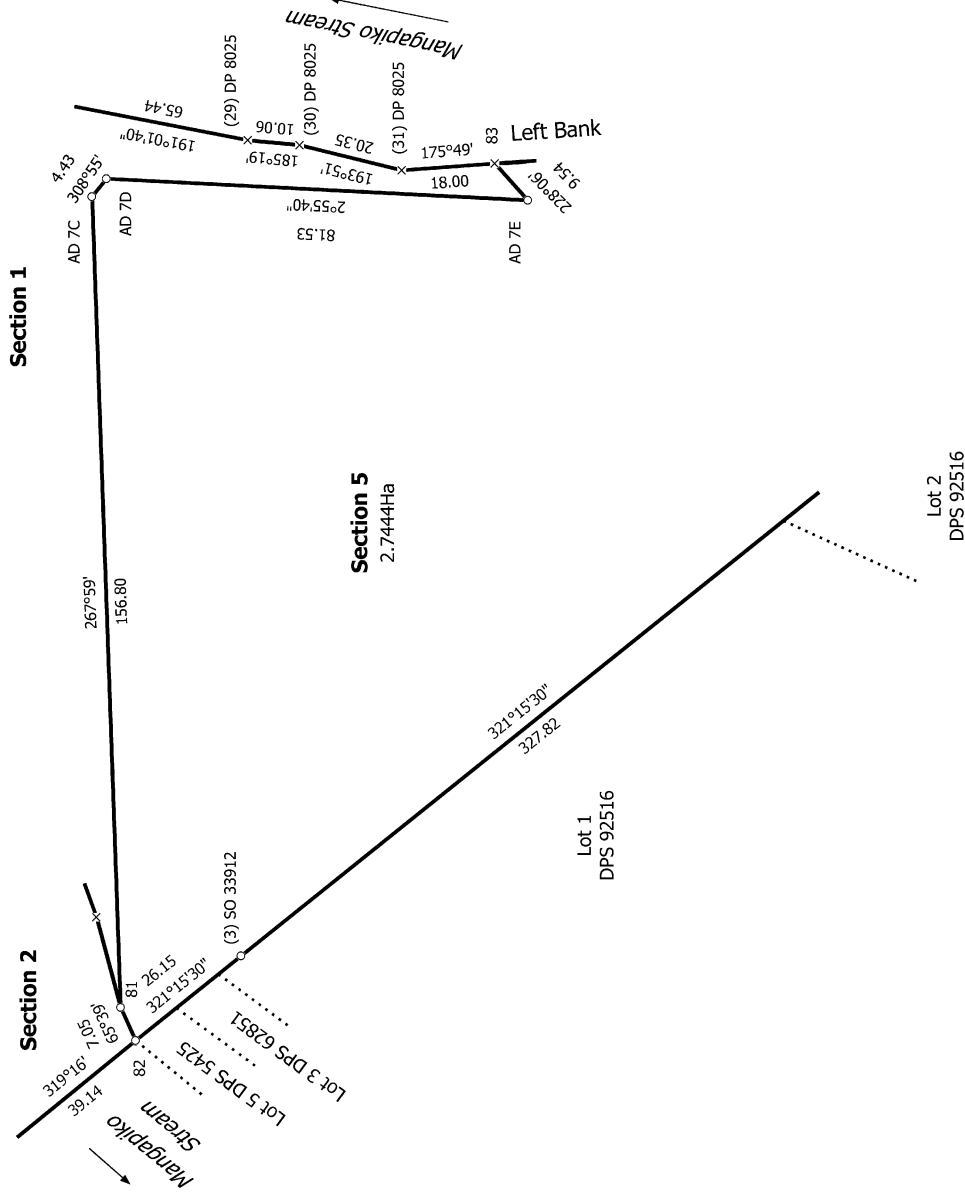 Mangapiko Stream
65.44
191°01'40"
(29) DP 8025
10.06
185°19'
(30) DP 8025
20.35
193°51'
(31) DP 8025
175°49'
18.00
83
Left Bank
9.54
228°06'
4.43
308°55'
AD 7C
AD 7D
2°55'40"
81.53
AD 7E
Section 1
267°59'
156.80
Section 5
2.7444Ha
Lot 2
DPS 92516
321°15'30"
327.82
Lot 1
DPS 92516
(3) SO 33912
Section 2
81
26.15
321°15'30"
7.05
65°39'
82
319°16'
39.14
Lot 3 DPS 62851
Lot 5 DPS 5425
Mangapiko
Stream